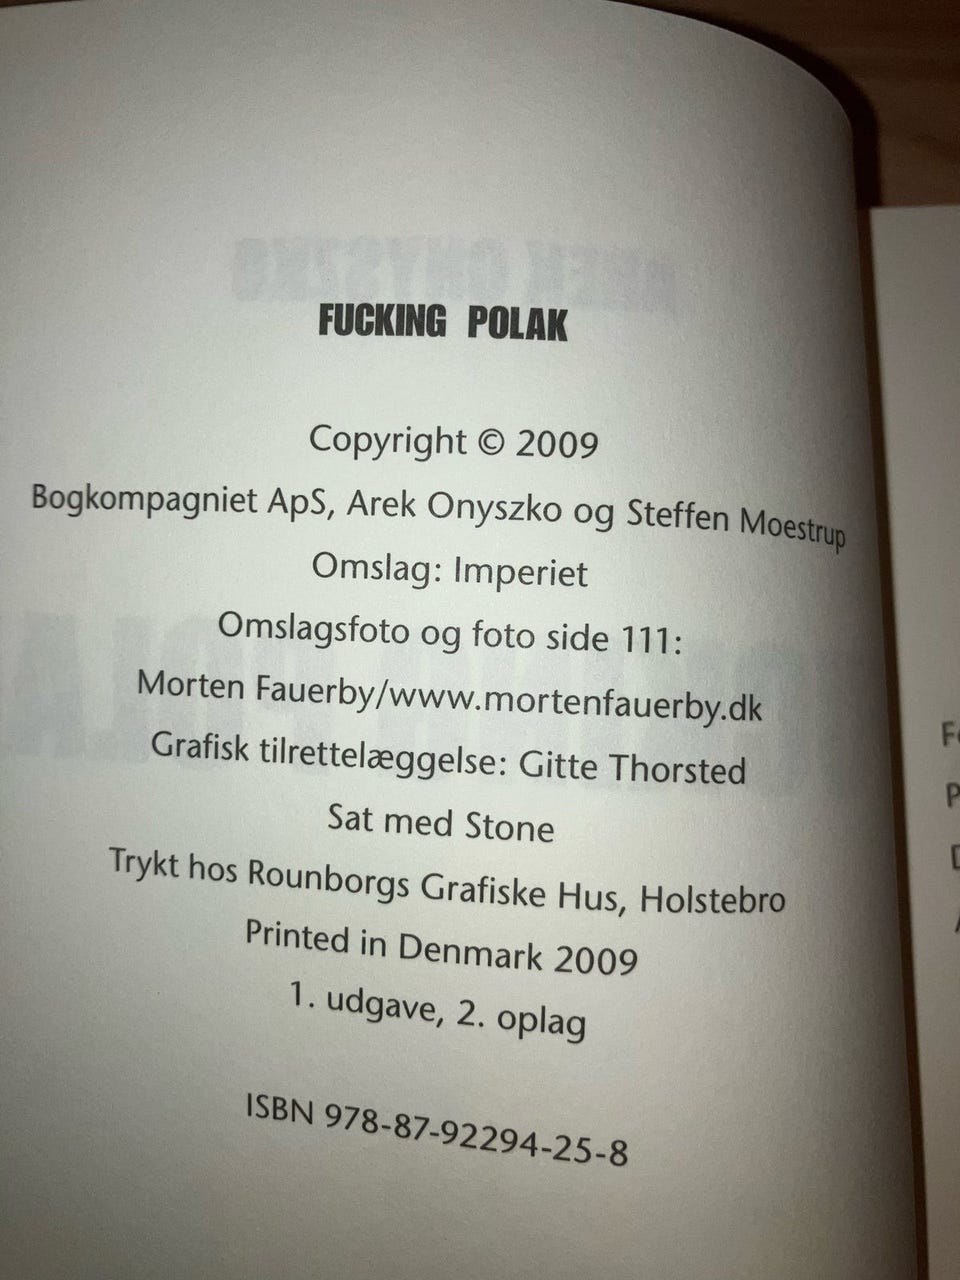 FUCKING POLAK
Copyright © 2009
Bogkompagniet ApS, Arek Onyszko og Steffen Moestrup
Omslag: Imperiet
Omslagsfoto og foto side 111:
Morten Fauerby/www.mortenfauerby.dk
Grafisk tilrettelæggelse: Gitte Thorsted
Sat med Stone
Trykt hos Rounborgs Grafiske Hus, Holstebro
Printed in Denmark 2009
1. udgave, 2. oplag
ISBN 978-87-92294-25-8